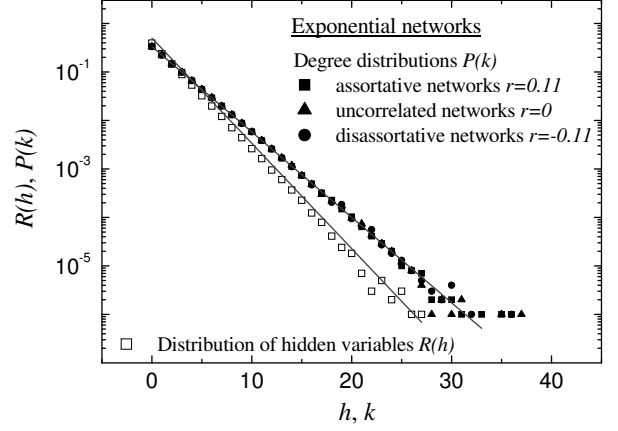 Exponential networks
Degree distributions P(k)
assortative networks r=0.11
uncorrelated networks r=0
disassortative networks r=-0.11
Distribution of hidden variables R(h)
R(h), P(k)
10⁻¹
10⁻³
10⁻⁵
0 10 20 30 40
h, k